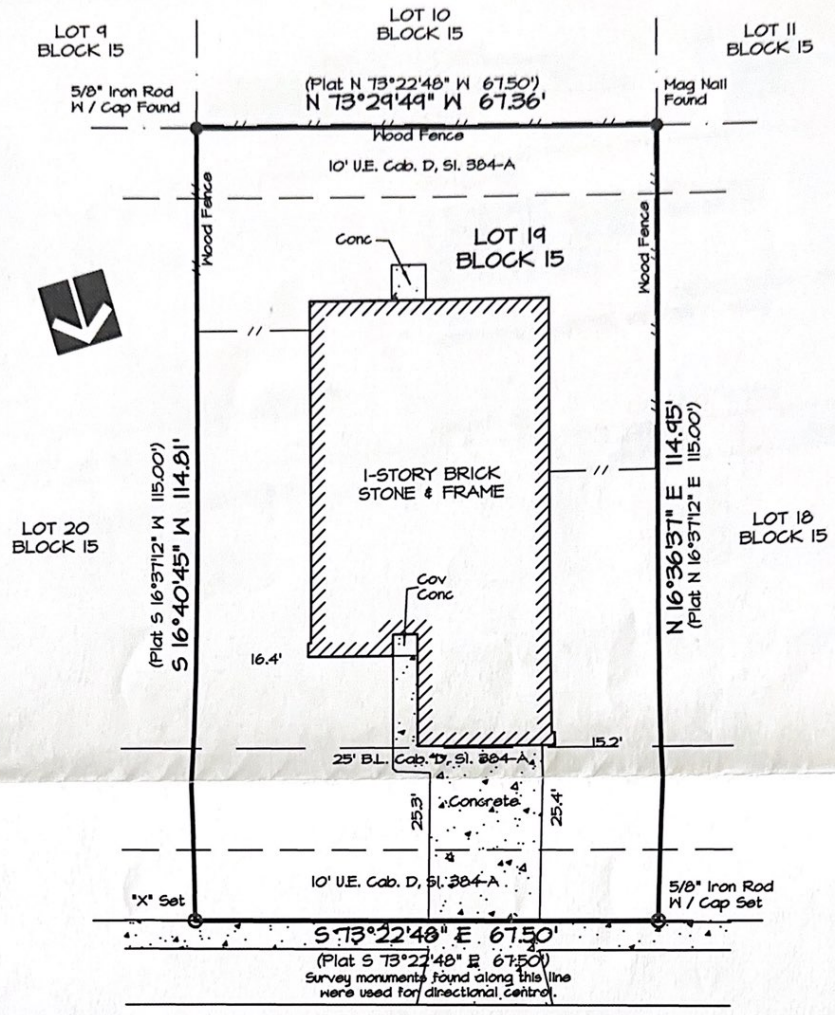 LOT 9
BLOCK 15
LOT 10
BLOCK 15
LOT 11
BLOCK 15
5/8" Iron Rod
W / Cap Found
(Plat N 73°22'48" W 67.50')
N 73°29'49" W 67.36'
Mag Nail
Found
Wood Fence
10' U.E. Cab. D, Sl. 384-A
Wood Fence
Wood Fence
Conc
LOT 19
BLOCK 15
(Plat S 16°37'12" W 115.00')
S 16°40'45" W 114.81'
1-STORY BRICK
STONE & FRAME
N 16°36'37" E 114.95'
(Plat N 16°37'12" E 115.00')
LOT 20
BLOCK 15
LOT 18
BLOCK 15
Cov
Conc
16.4'
15.2'
25' B.L. Cab. D, Sl. 384-A
25.3'
Concrete
25.4'
10' U.E. Cab. D, Sl. 384-A
"X" Set
5/8" Iron Rod
W / Cap Set
S 73°22'48" E 67.50'
(Plat S 73°22'48" E 67.50')
Survey monuments found along this line
were used for directional control.